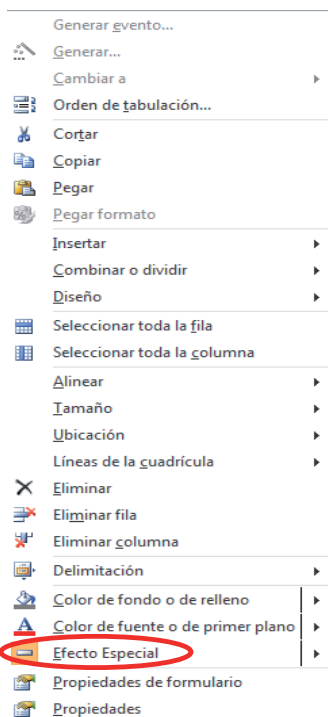 Generar evento...
Generar...
Cambiar a
Orden de tabulación...
Cortar
Copiar
Pegar
Pegar formato
Insertar
Combinar o dividir
Diseño
Seleccionar toda la fila
Seleccionar toda la columna
Alinear
Tamaño
Ubicación
Líneas de la cuadrícula
Eliminar
Eliminar fila
Eliminar columna
Delimitación
Color de fondo o de relleno
Color de fuente o de primer plano
Efecto Especial
Propiedades de formulario
Propiedades